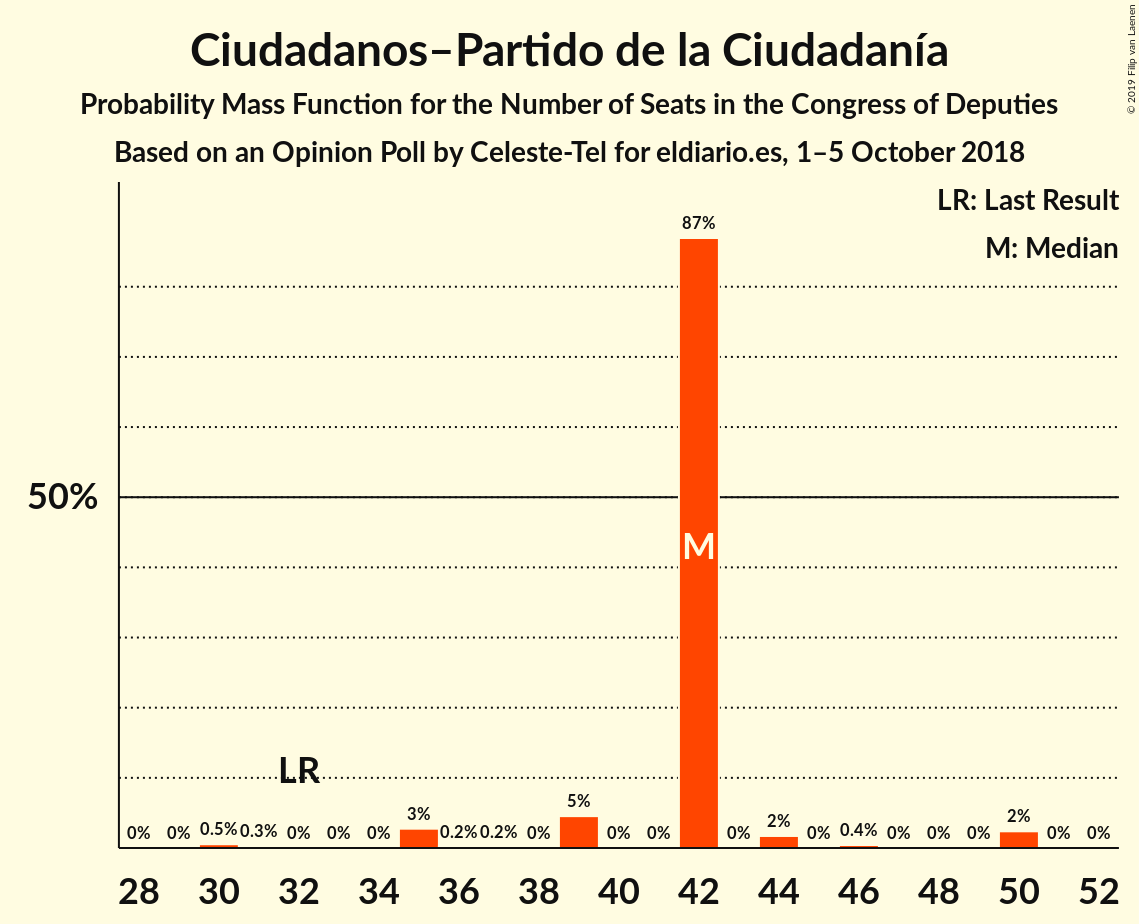 Ciudadanos–Partido de la Ciudadanía
Probability Mass Function for the Number of Seats in the Congress of Deputies
Based on an Opinion Poll by Celeste-Tel for eldiario.es, 1–5 October 2018
© 2019 Filip van Laenen
LR: Last Result
M: Median
87%
50%
M
LR
0% 0% 0.5% 0.3% 0% 0% 0% 3% 0.2% 0.2% 0% 5% 0% 0% 0% 2% 0% 0.4% 0% 0% 0% 2% 0% 0%
28 30 32 34 36 38 40 42 44 46 48 50 52